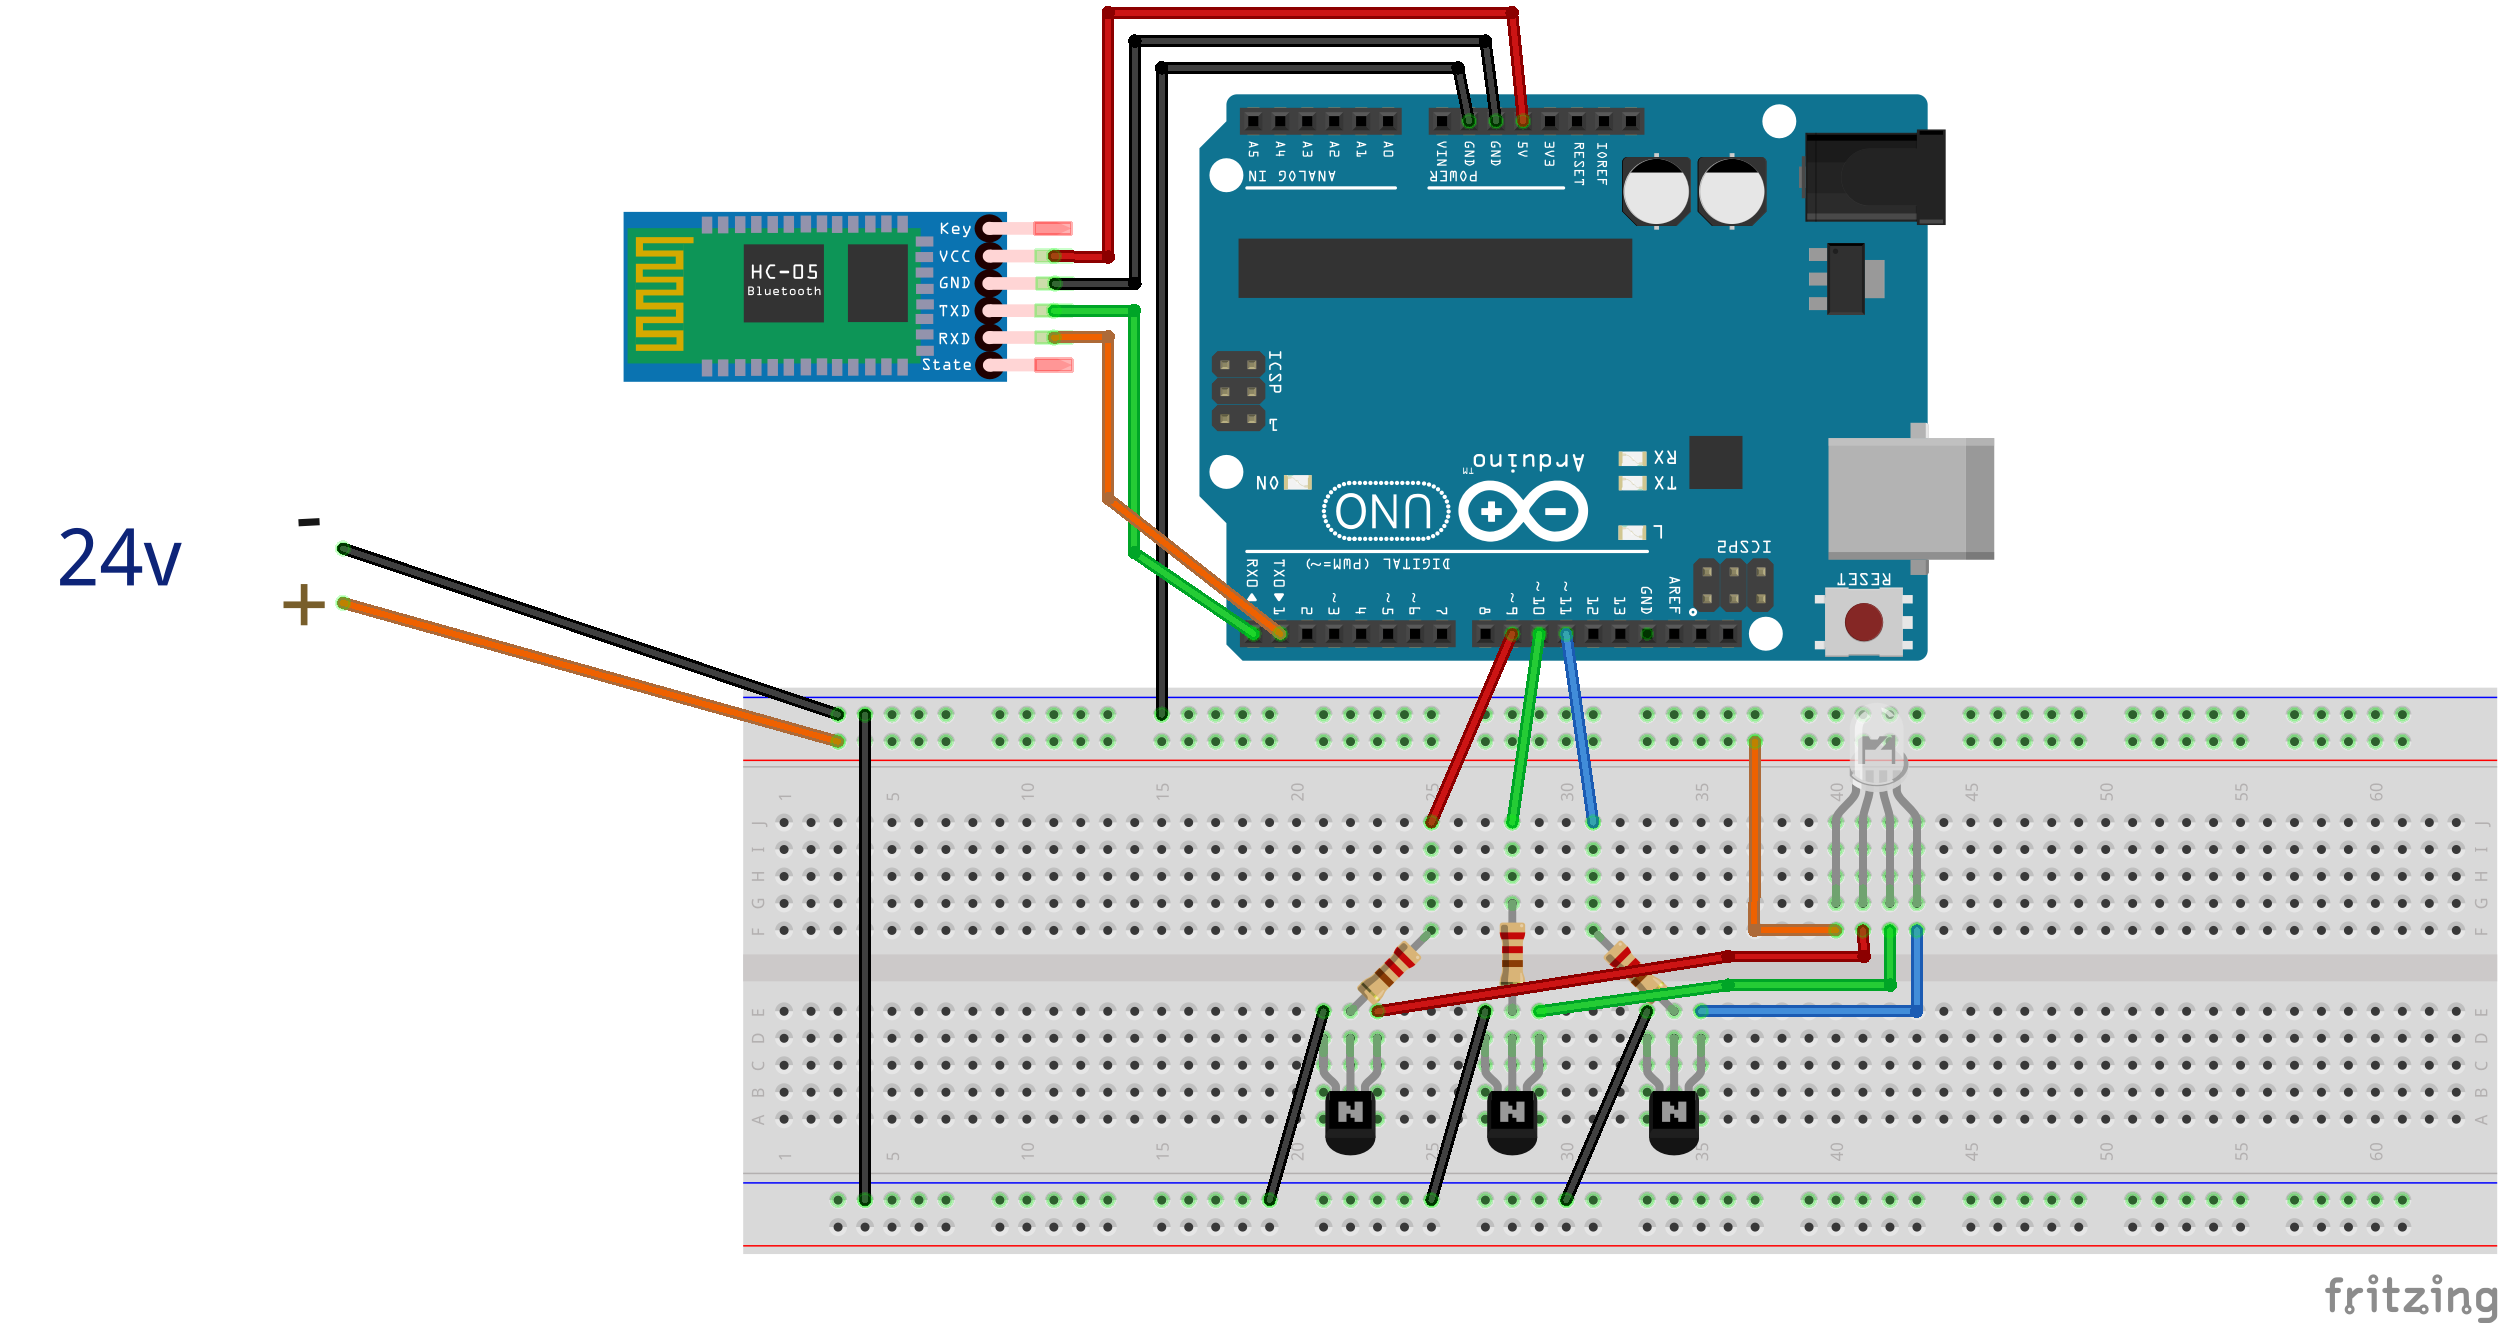 A5 A4 A3 A2 A1 A0
VIN GND GND 5V 3V3 RESET IOREF
ANALOG IN
POWER
Key
VCC
GND
TXD
RXD
State
HC-05
Bluetooth
ICSP
1
Arduino
TM
UNO
ON
RX
TX
L
ICSP2
RESET
DIGITAL (PWM=~)
RX0 TX0 1 2 ~3 4 ~5 ~6 7
8 ~9 ~10 ~11 12 13 GND AREF
-
24v
+
1 5 10 15 20 25 30 35 40 45 50 55 60
J J
I I
H H
G G
F F
E E
D D
C C
B B
A A
1 5 10 15 20 25 30 35 40 45 50 55 60
fritzing